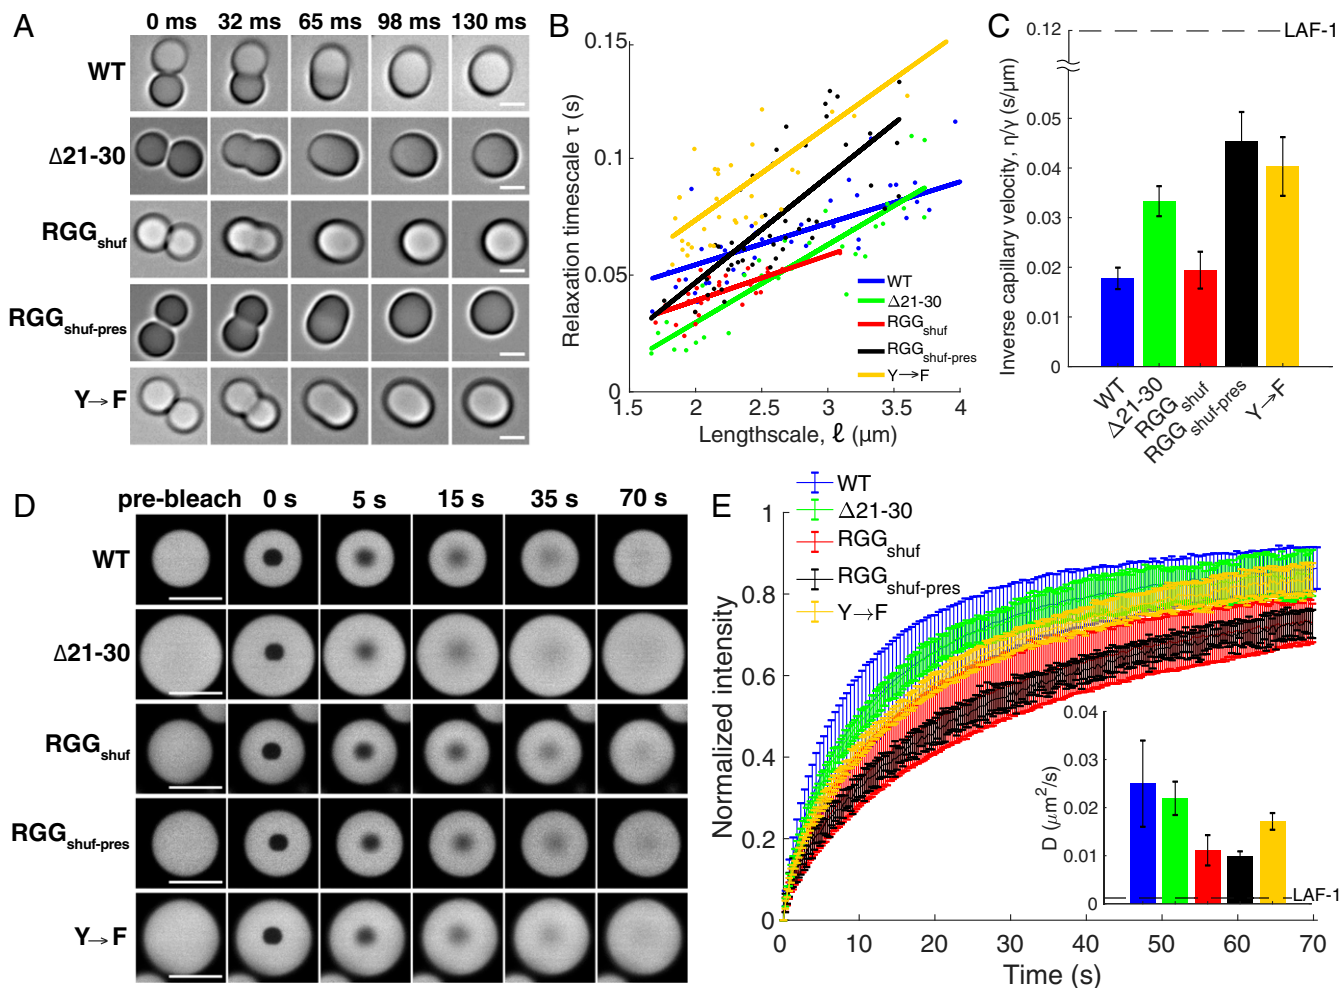 A
0 ms 32 ms 65 ms 98 ms 130 ms
WT
Δ21-30
RGGshuf
RGGshuf-pres
Y→F
B
0.15
0.1
0.05
0
1.5 2 2.5 3 3.5 4
Relaxation timescale τ (s)
Lengthscale, ℓ (µm)
WT
Δ21-30
RGGshuf
RGGshuf-pres
Y→F
C
0.12
LAF-1
0.05
0.04
0.03
0.02
0.01
0
Inverse capillary velocity, η/γ (s/µm)
WT
Δ21-30
RGGshuf
RGGshuf-pres
Y→F
D
pre-bleach 0 s 5 s 15 s 35 s 70 s
WT
Δ21-30
RGGshuf
RGGshuf-pres
Y→F
E
WT
Δ21-30
RGGshuf
RGGshuf-pres
Y→F
1
0.8
0.6
0.4
0.2
0
Normalized intensity
0 10 20 30 40 50 60 70
Time (s)
0.04
0.03
0.02
0.01
0
D (µm²/s)
LAF-1